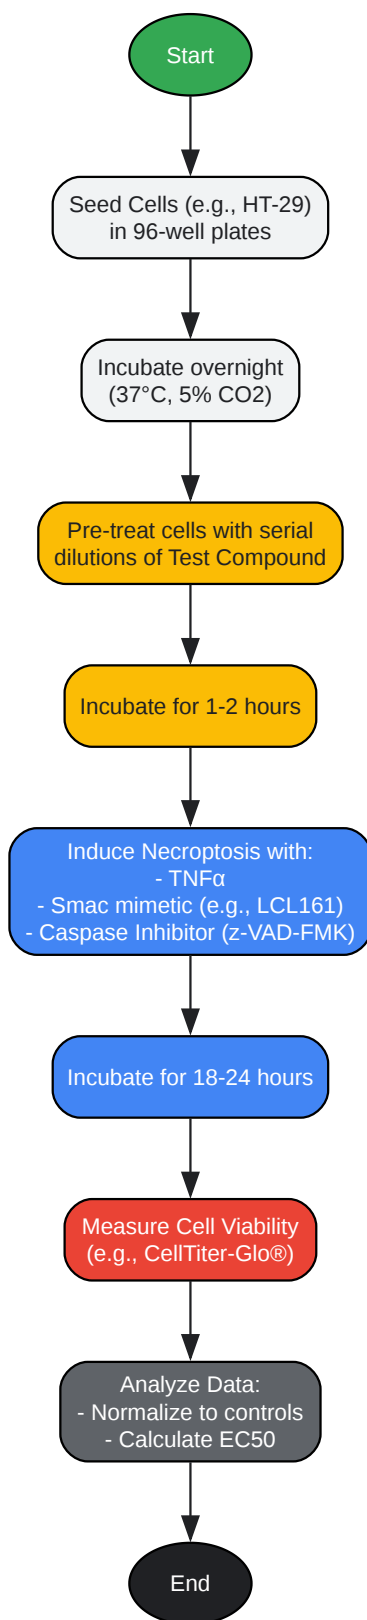 Start
Seed Cells (e.g., HT-29)
in 96-well plates
Incubate overnight
(37°C, 5% CO2)
Pre-treat cells with serial
dilutions of Test Compound
Incubate for 1-2 hours
Induce Necroptosis with:
- TNFα
- Smac mimetic (e.g., LCL161)
- Caspase Inhibitor (z-VAD-FMK)
Incubate for 18-24 hours
Measure Cell Viability
(e.g., CellTiter-Glo®)
Analyze Data:
- Normalize to controls
- Calculate EC50
End